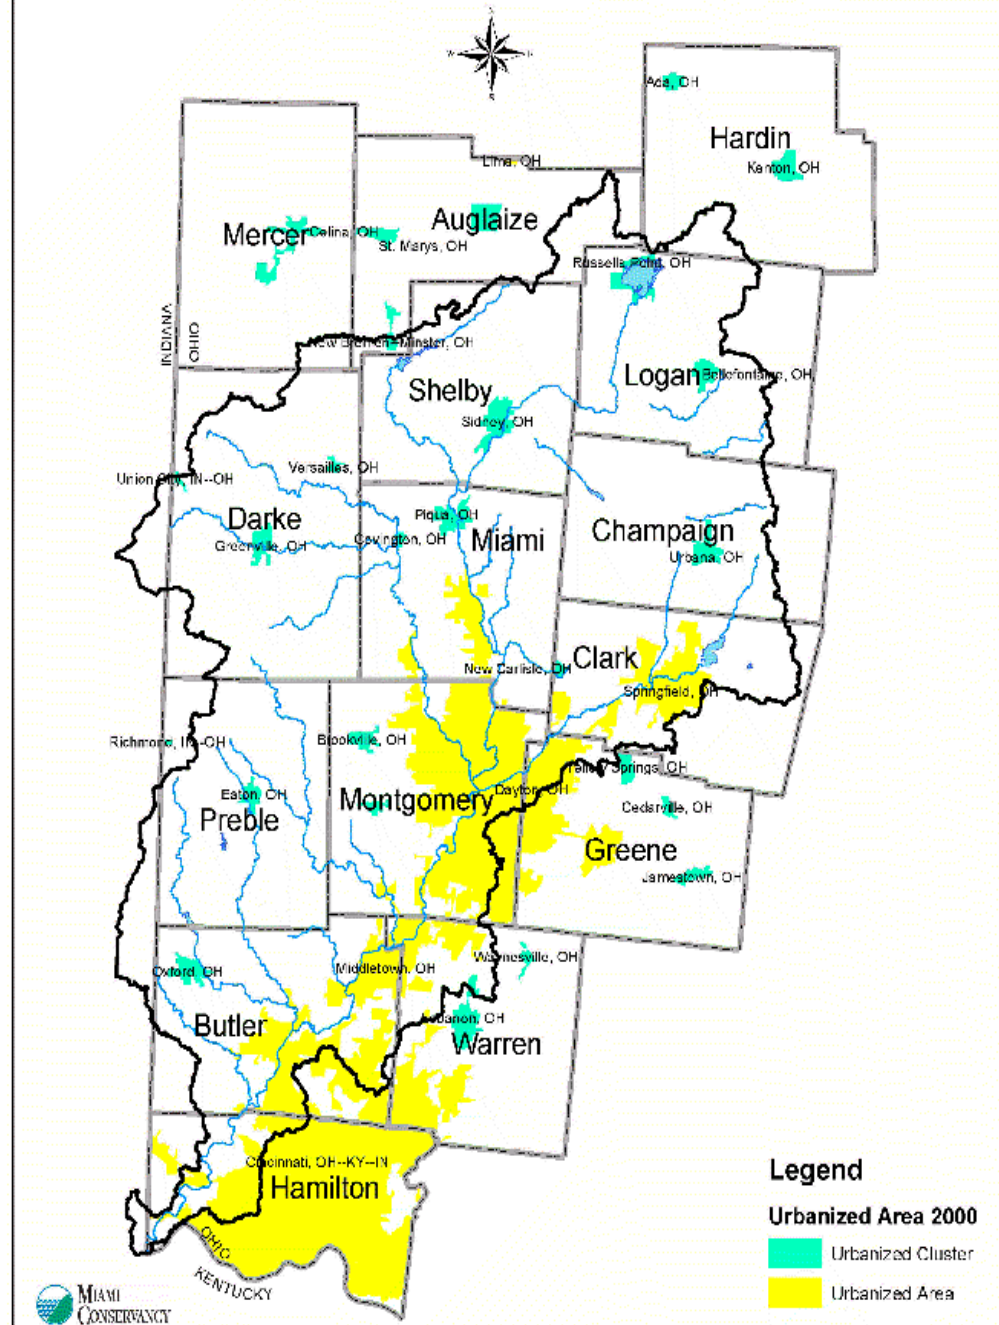 N
W
E
S
Ada, OH
Hardin
Kenton, OH
Lima, OH
Mercer
Celina, OH
Auglaize
St. Marys, OH
Russells Point, OH
INDIANA
OHIO
New Bremen--Minster, OH
Shelby
Logan
Bellefontaine, OH
Sidney, OH
Versailles, OH
Union City, IN--OH
Darke
Greenville, OH
Piqua, OH
Covington, OH
Miami
Champaign
Urbana, OH
New Carlisle, OH
Clark
Springfield, OH
Richmond, IN--OH
Brookville, OH
Yellow Springs, OH
Eaton, OH
Preble
Montgomery
Dayton, OH
Cedarville, OH
Greene
Jamestown, OH
Oxford, OH
Middletown, OH
Waynesville, OH
Butler
Lebanon, OH
Warren
Cincinnati, OH--KY--IN
Hamilton
OHIO
KENTUCKY
Legend
Urbanized Area 2000
Urbanized Cluster
Urbanized Area
MIAMI
CONSERVANCY